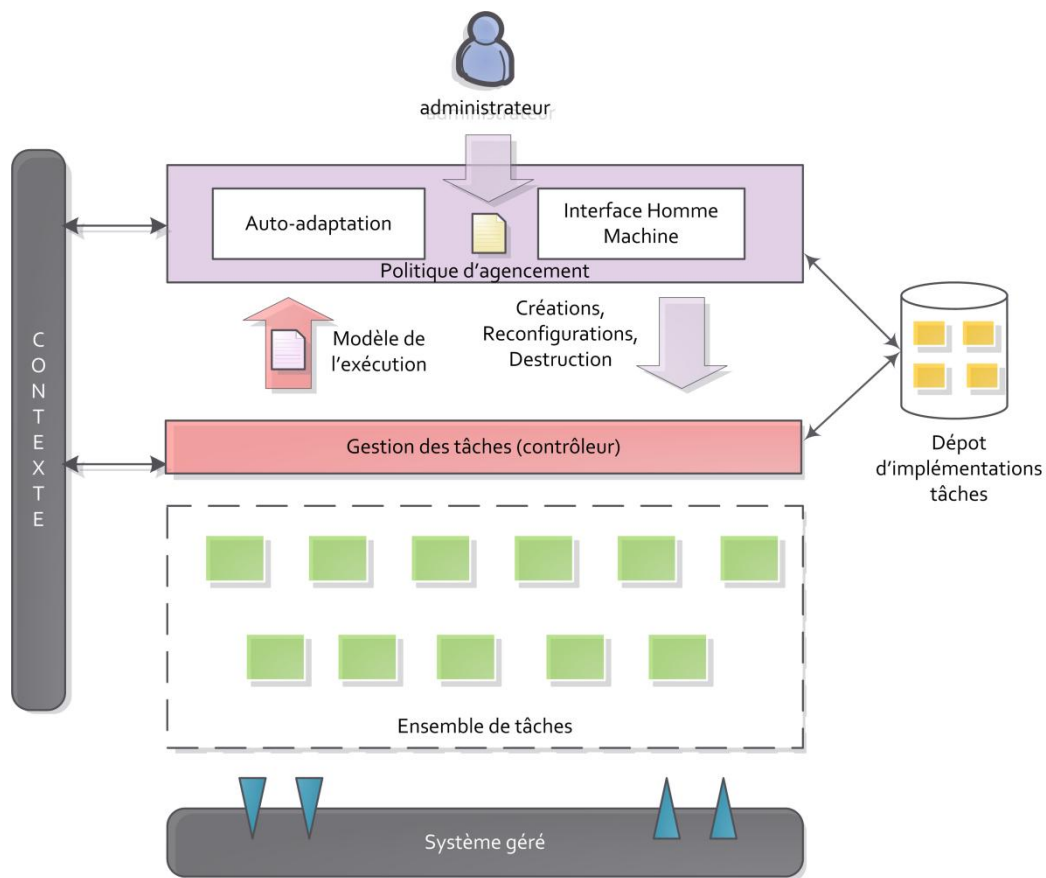 administrateur
Auto-adaptation
Interface Homme
Machine
Politique d'agencement
Modèle de
l'exécution
Créations,
Reconfigurations,
Destruction
CONTEXTE
Gestion des tâches (contrôleur)
Dépot
d'implémentations
tâches
Ensemble de tâches
Système géré